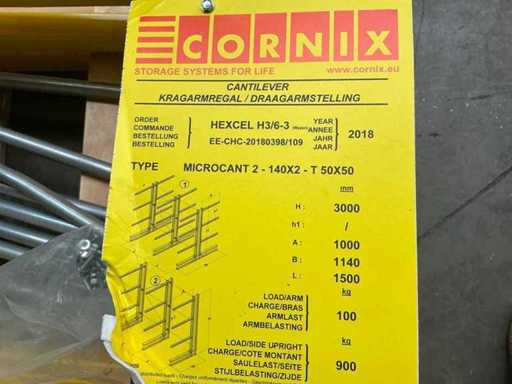 CORNIX
STORAGE SYSTEMS FOR LIFE www.cornix.eu
CANTILEVER
KRAGARMREGAL / DRAAGARMSTELLING
ORDER
COMMANDE
BESTELLUNG
BESTELLING
HEXCEL H3/6-3
EE-CHC-20180398/109
YEAR
ANNEE
JAHR
JAAR
2018
TYPE MICROCANT 2 - 140X2 - T 50X50
1
2
mm
H : 3000
h1 : /
A : 1000
B : 1140
L : 1500
kg
LOAD/ARM
CHARGE/BRAS
ARMLAST
ARMBELASTING
: 100
kg
LOAD/SIDE UPRIGHT
CHARGE/COTE MONTANT
SAULELAST/SEITE
STIJLBELASTING/ZIJDE
: 900